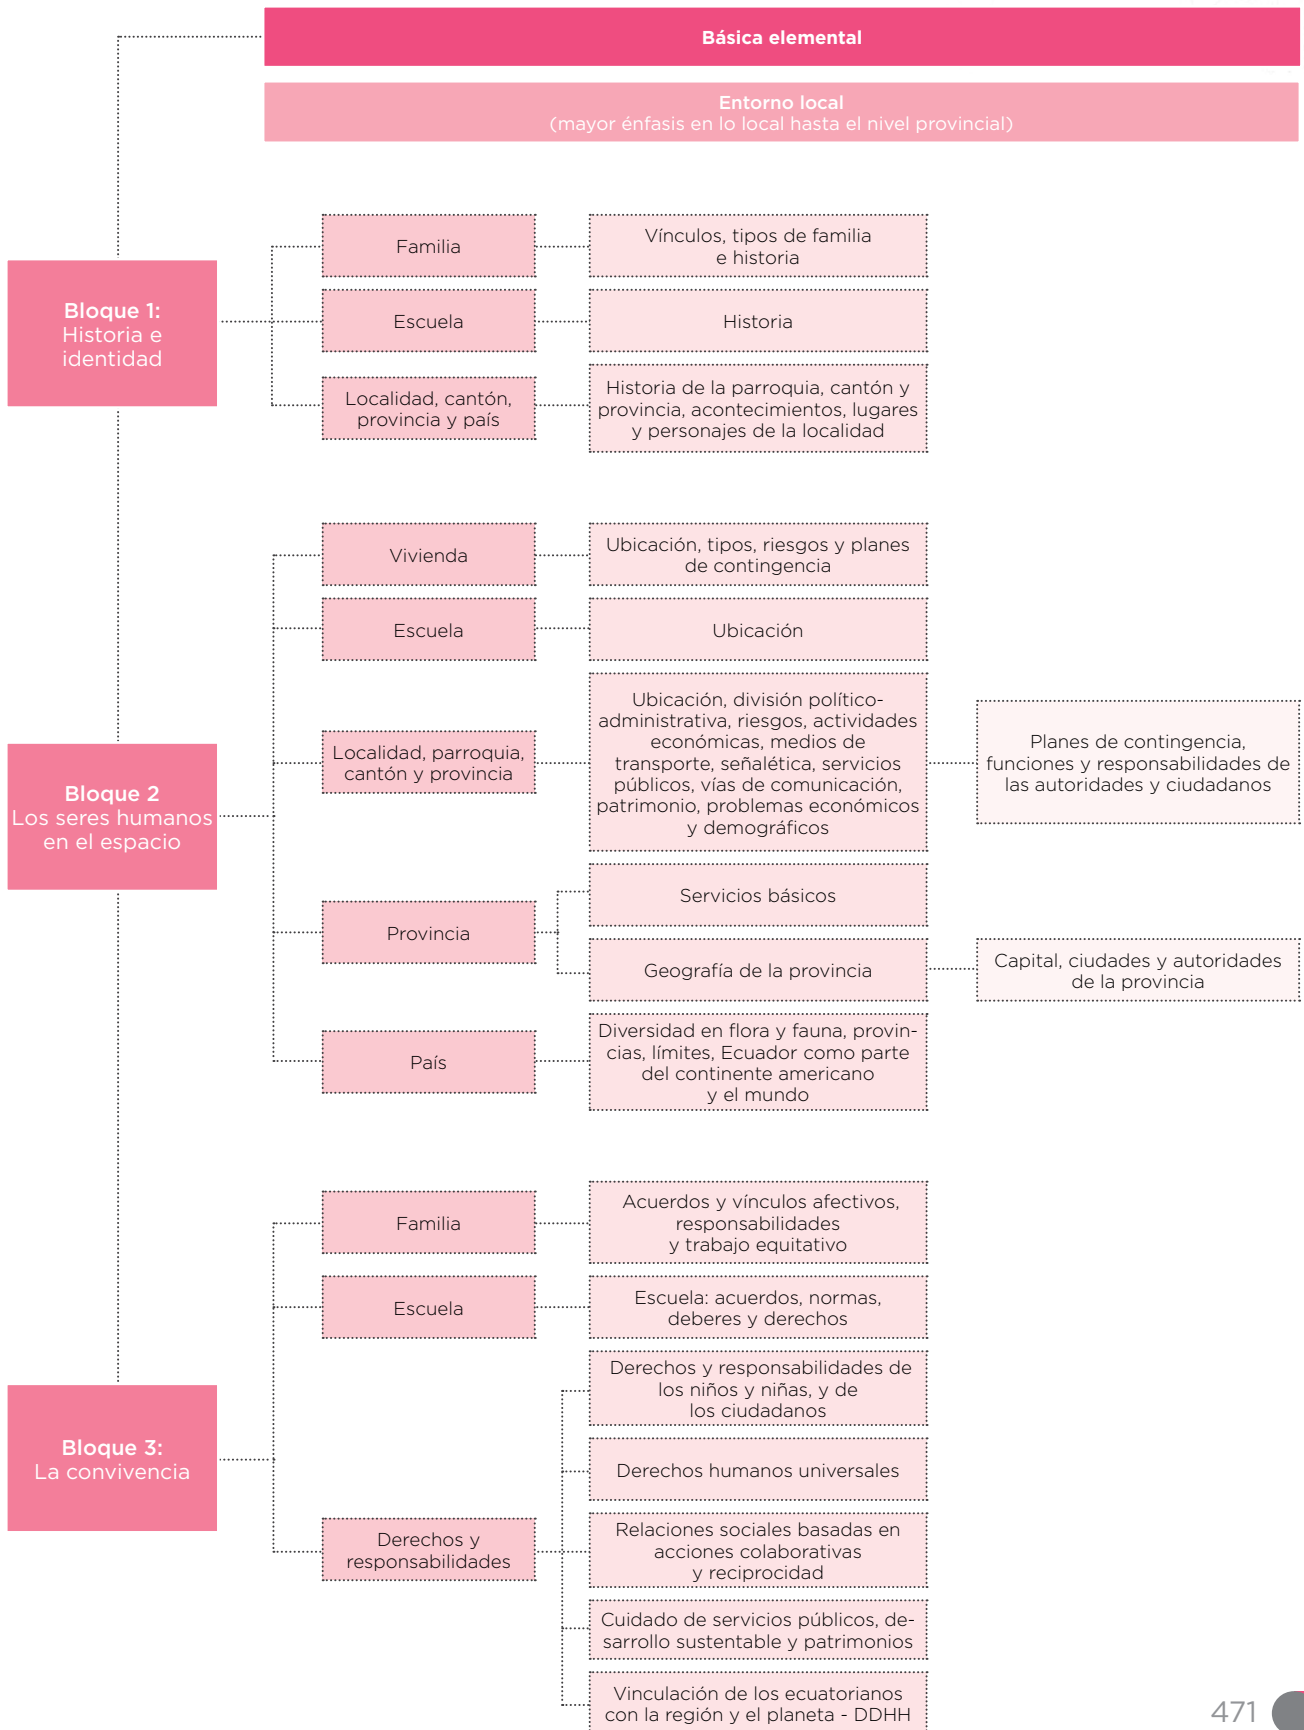 Básica elemental
Entorno local
(mayor énfasis en lo local hasta el nivel provincial)
Bloque 1:
Historia e
identidad
Familia
Vínculos, tipos de familia
e historia
Escuela
Historia
Localidad, cantón,
provincia y país
Historia de la parroquia, cantón y
provincia, acontecimientos, lugares
y personajes de la localidad
Bloque 2
Los seres humanos
en el espacio
Vivienda
Ubicación, tipos, riesgos y planes
de contingencia
Escuela
Ubicación
Localidad, parroquia,
cantón y provincia
Ubicación, división político-
administrativa, riesgos, actividades
económicas, medios de
transporte, señalética, servicios
públicos, vías de comunicación,
patrimonio, problemas económicos
y demográficos
Planes de contingencia,
funciones y responsabilidades de
las autoridades y ciudadanos
Provincia
Servicios básicos
Geografía de la provincia
Capital, ciudades y autoridades
de la provincia
País
Diversidad en flora y fauna, provin-
cias, límites, Ecuador como parte
del continente americano
y el mundo
Bloque 3:
La convivencia
Familia
Acuerdos y vínculos afectivos,
responsabilidades
y trabajo equitativo
Escuela
Escuela: acuerdos, normas,
deberes y derechos
Derechos y
responsabilidades
Derechos y responsabilidades de
los niños y niñas, y de
los ciudadanos
Derechos humanos universales
Relaciones sociales basadas en
acciones colaborativas
y reciprocidad
Cuidado de servicios públicos, de-
sarrollo sustentable y patrimonios
Vinculación de los ecuatorianos
con la región y el planeta - DDHH
471